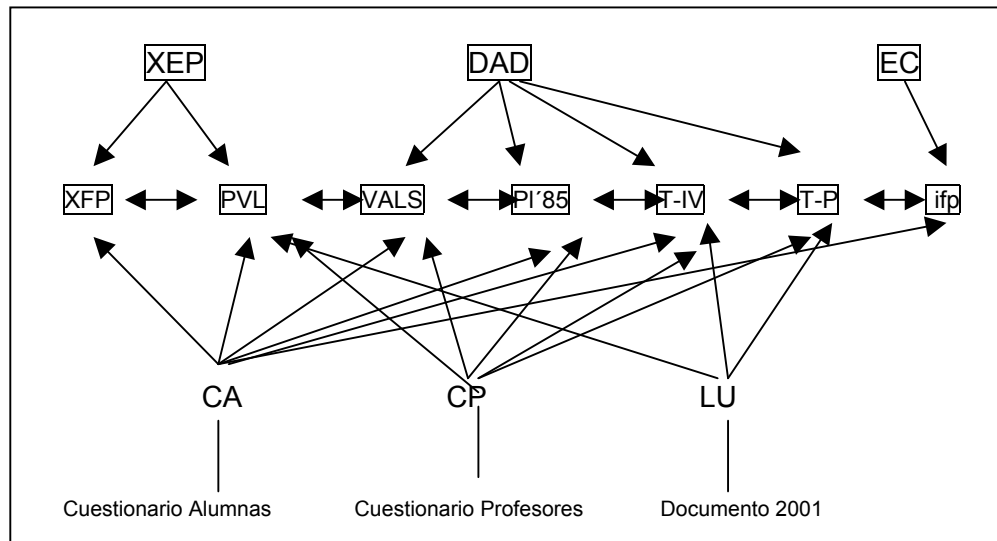 XEP DAD EC
XFP PVL VALS PI´85 T-IV T-P ifp
CA CP LU
Cuestionario Alumnas Cuestionario Profesores Documento 2001